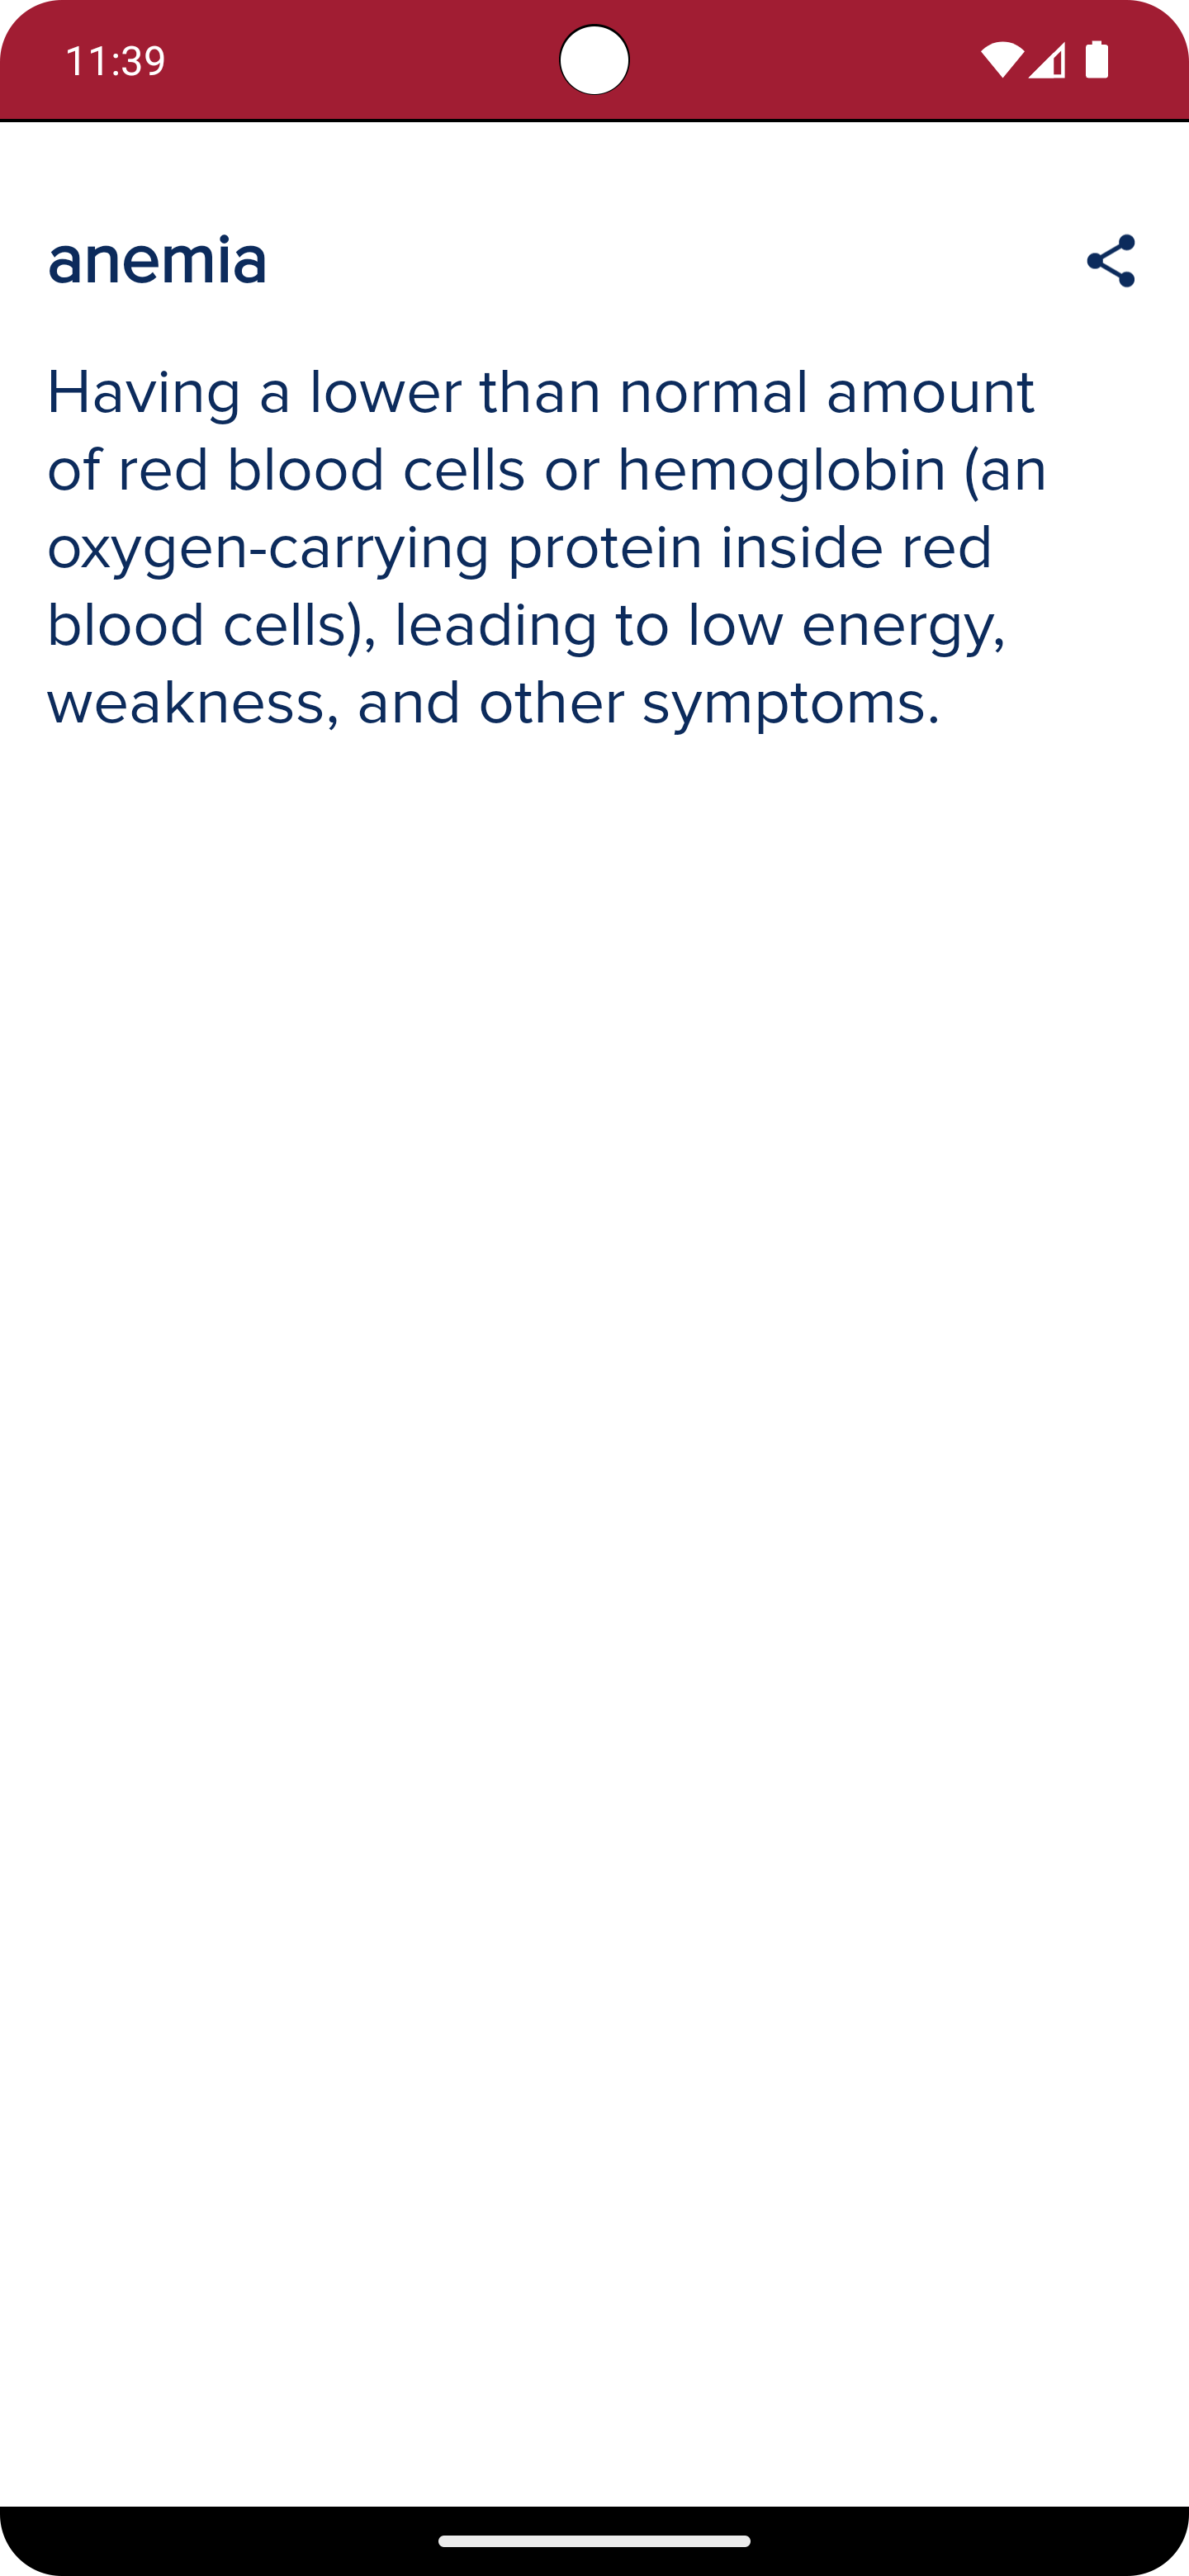 11:39
anemia
Having a lower than normal amount
of red blood cells or hemoglobin (an
oxygen-carrying protein inside red
blood cells), leading to low energy,
weakness, and other symptoms.